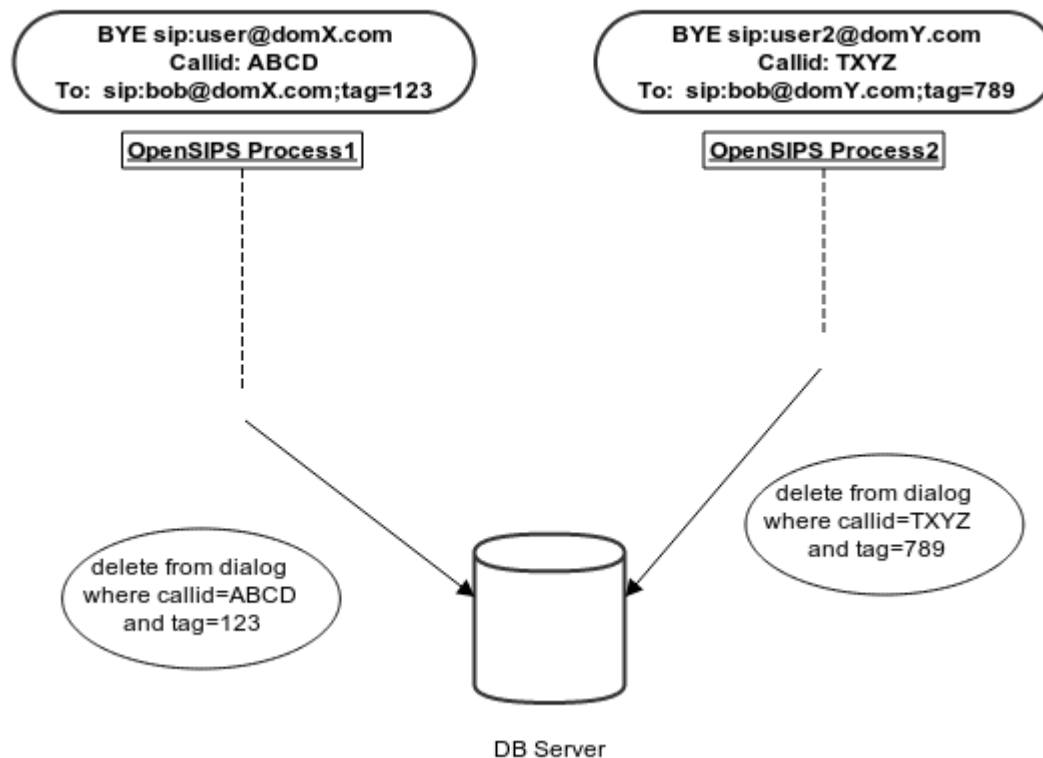 BYE sip:user@domX.com
Callid: ABCD
To:  sip:bob@domX.com;tag=123
OpenSIPS Process1
BYE sip:user2@domY.com
Callid: TXYZ
To:  sip:bob@domY.com;tag=789
OpenSIPS Process2
delete from dialog
where callid=ABCD
and tag=123
delete from dialog
where callid=TXYZ
and tag=789
DB Server